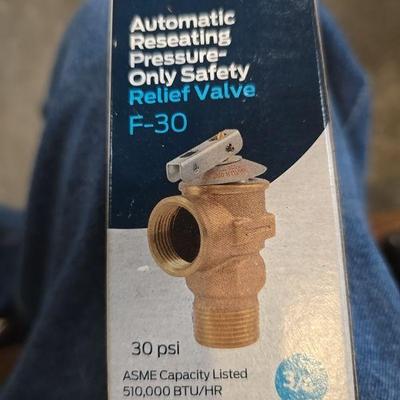 Automatic
Reseating
Pressure-
Only Safety
Relief Valve
F-30
30 psi
ASME Capacity Listed
510,000 BTU/HR